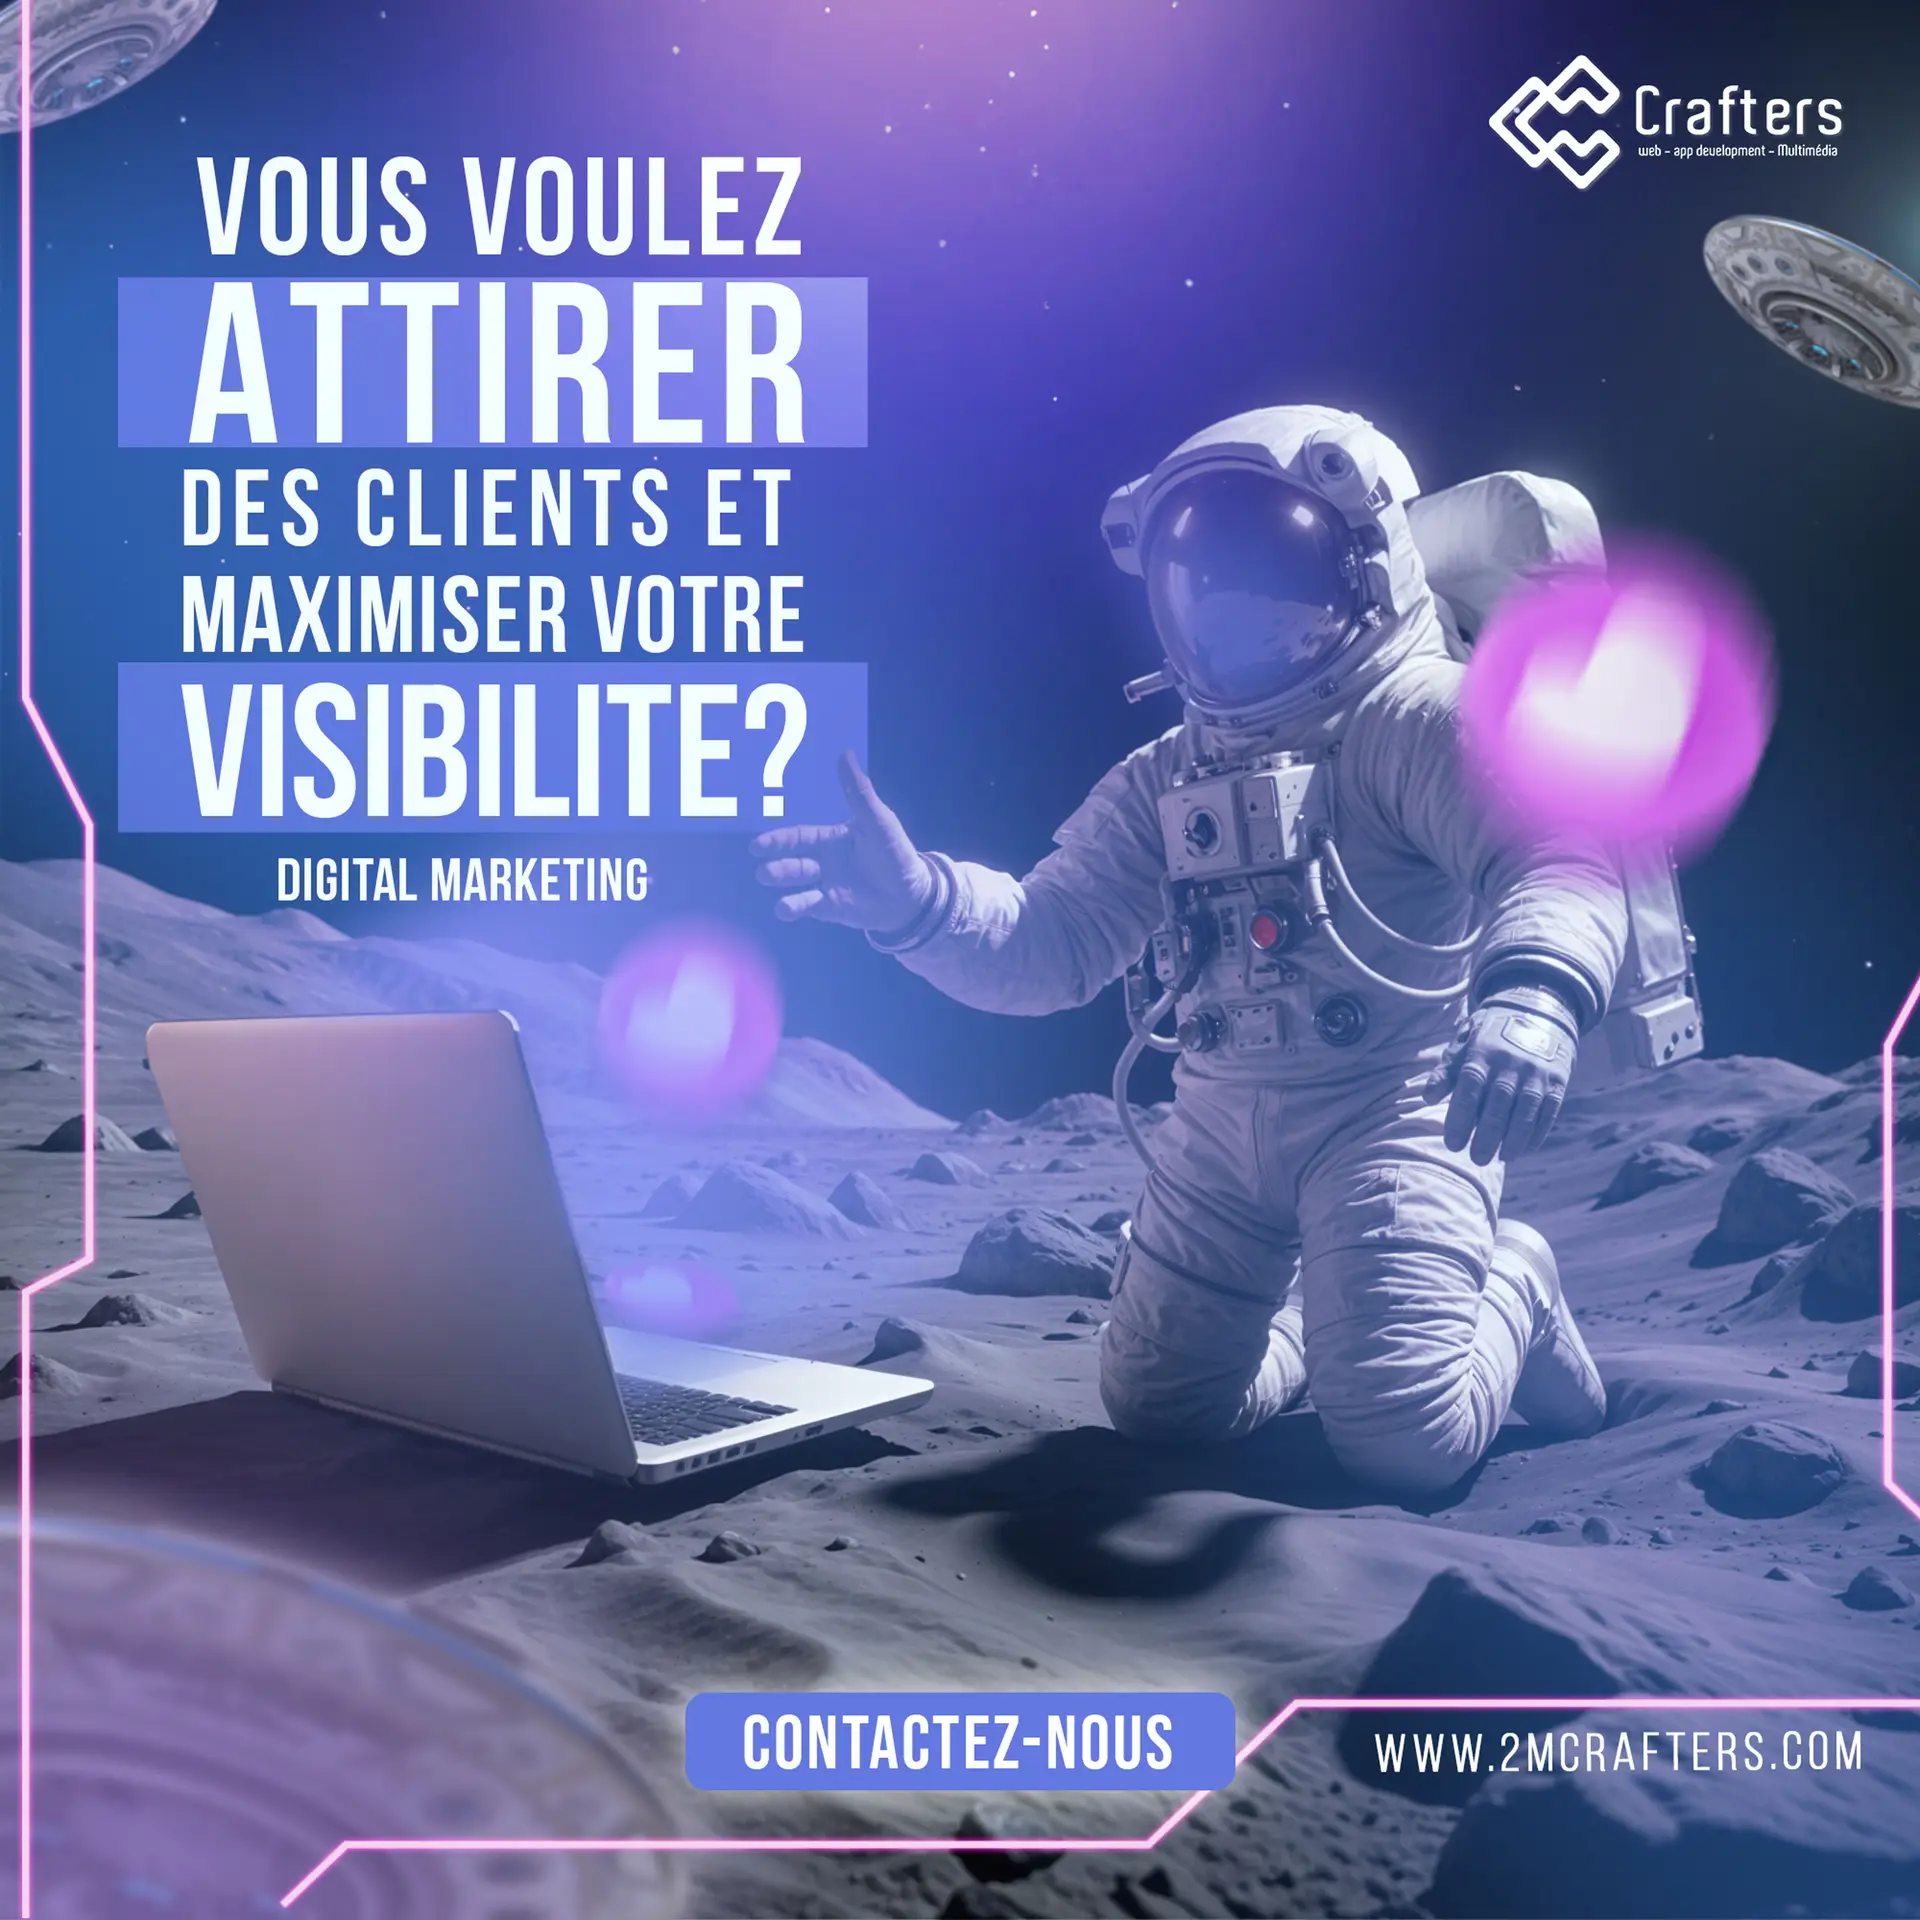 Crafters
web - app development - Multimédia
VOUS VOULEZ
ATTIRER
DES CLIENTS ET
MAXIMISER VOTRE
VISIBILITE?
DIGITAL MARKETING
CONTACTEZ-NOUS
WWW.2MCRAFTERS.COM